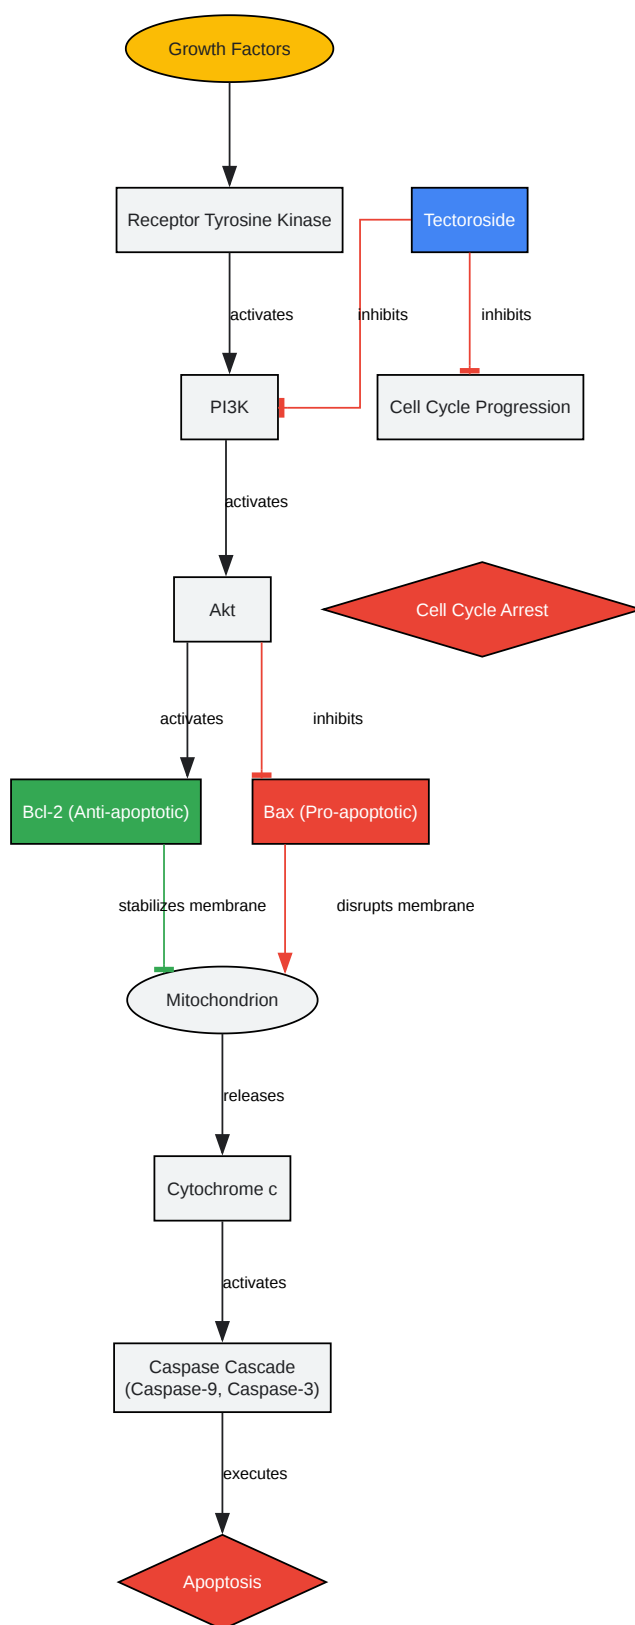 Growth Factors
Receptor Tyrosine Kinase
Tectoroside
activates
inhibits
inhibits
PI3K
Cell Cycle Progression
activates
Akt
Cell Cycle Arrest
activates
inhibits
Bcl-2 (Anti-apoptotic)
Bax (Pro-apoptotic)
stabilizes membrane
disrupts membrane
Mitochondrion
releases
Cytochrome c
activates
Caspase Cascade
(Caspase-9, Caspase-3)
executes
Apoptosis